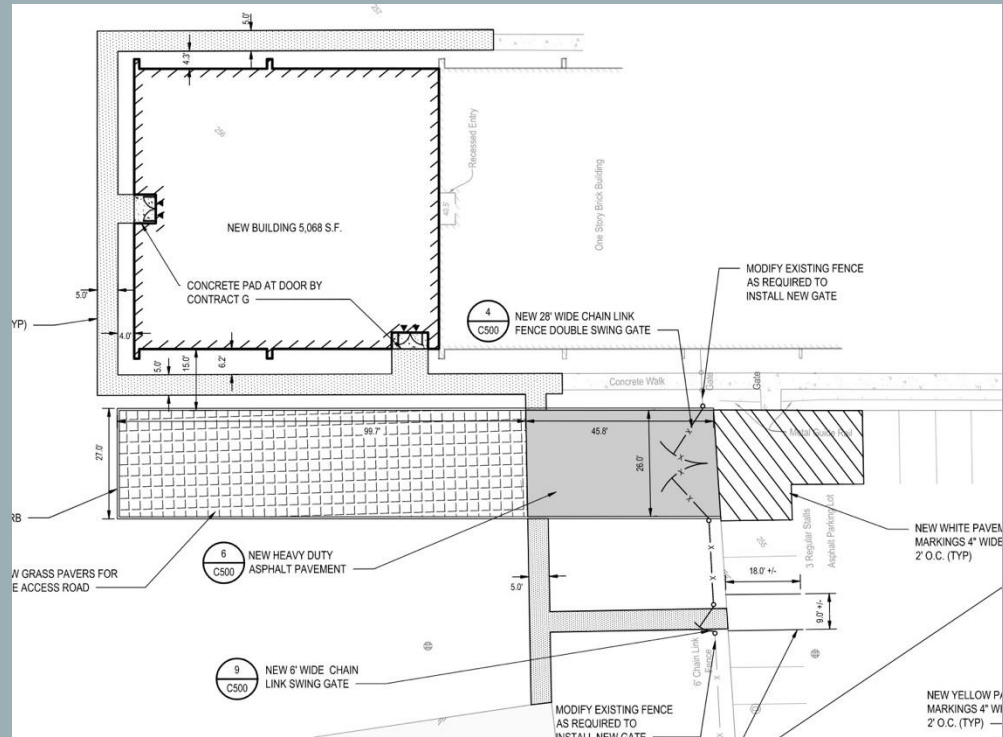 257
5.0'
4.3'
256
Recessed Entry
One Story Brick Building
NEW BUILDING 5,068 S.F.
CONCRETE PAD AT DOOR BY
CONTRACT G
5.0'
4.0'
YP)
5.0'
15.0'
6.2'
4
C500
NEW 28' WIDE CHAIN LINK
FENCE DOUBLE SWING GATE
MODIFY EXISTING FENCE
AS REQUIRED TO
INSTALL NEW GATE
Concrete Walk
Gate
Gate
Metal Guide Rail
27.0'
99.7'
45.8'
26.0'
RB
W GRASS PAVERS FOR
E ACCESS ROAD
6
C500
NEW HEAVY DUTY
ASPHALT PAVEMENT
5.0'
3 Regular Stalls
Asphalt Parking Lot
255
18.0' +/-
9.0' +/-
NEW WHITE PAVEM
MARKINGS 4" WIDE
2' O.C. (TYP)
9
C500
NEW 6' WIDE CHAIN
LINK SWING GATE
6' Chain Link
Fence
MODIFY EXISTING FENCE
AS REQUIRED TO
INSTALL NEW GATE
NEW YELLOW PA
MARKINGS 4" WI
2' O.C. (TYP)